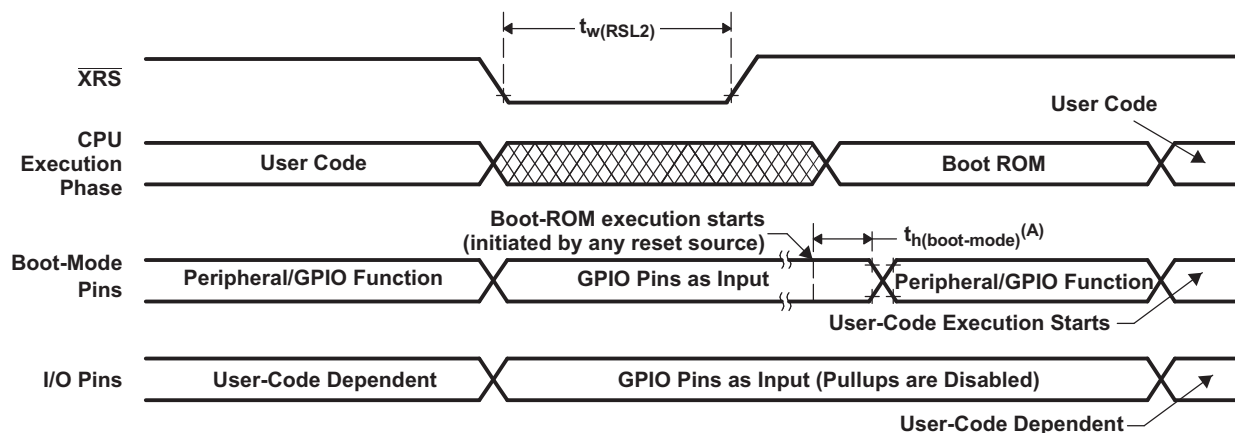 tw(RSL2)
XRS
User Code
CPU
Execution
Phase
User Code
Boot ROM
Boot-ROM execution starts
(initiated by any reset source)
th(boot-mode)(A)
Boot-Mode
Pins
Peripheral/GPIO Function
GPIO Pins as Input
Peripheral/GPIO Function
User-Code Execution Starts
I/O Pins
User-Code Dependent
GPIO Pins as Input (Pullups are Disabled)
User-Code Dependent